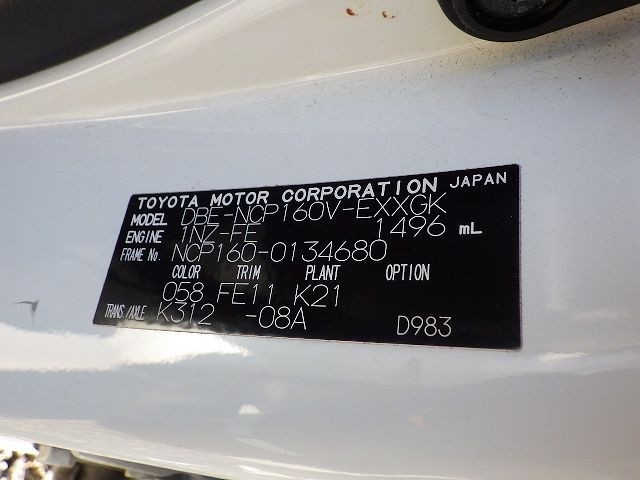 TOYOTA MOTOR CORPORATION JAPAN
MODEL DBE-NCP160V-EXXGK
ENGINE 1NZ-FE 1496 mL
FRAME No. NCP160-0134680
COLOR TRIM PLANT OPTION
058 FE11 K21
TRANS/AXLE K312 -08A D983